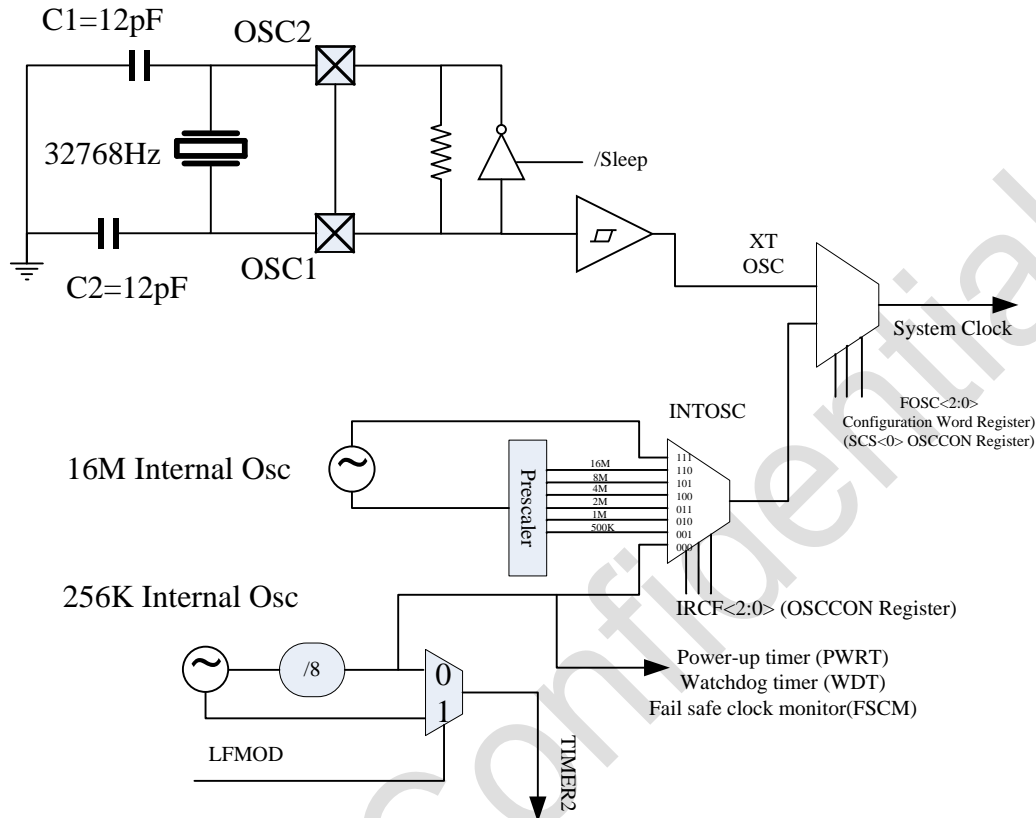 C1=12pF
OSC2
32768Hz
/Sleep
OSC1
C2=12pF
XT
OSC
System Clock
FOSC<2:0>
Configuration Word Register)
(SCS<0> OSCCON Register)
INTOSC
16M Internal Osc
Prescaler
16M
8M
4M
2M
1M
500K
111
110
101
100
011
010
001
000
IRCF<2:0> (OSCCON Register)
256K Internal Osc
/8
0
1
Power-up timer (PWRT)
Watchdog timer (WDT)
Fail safe clock monitor(FSCM)
LFMOD
TIMER2
Confidential